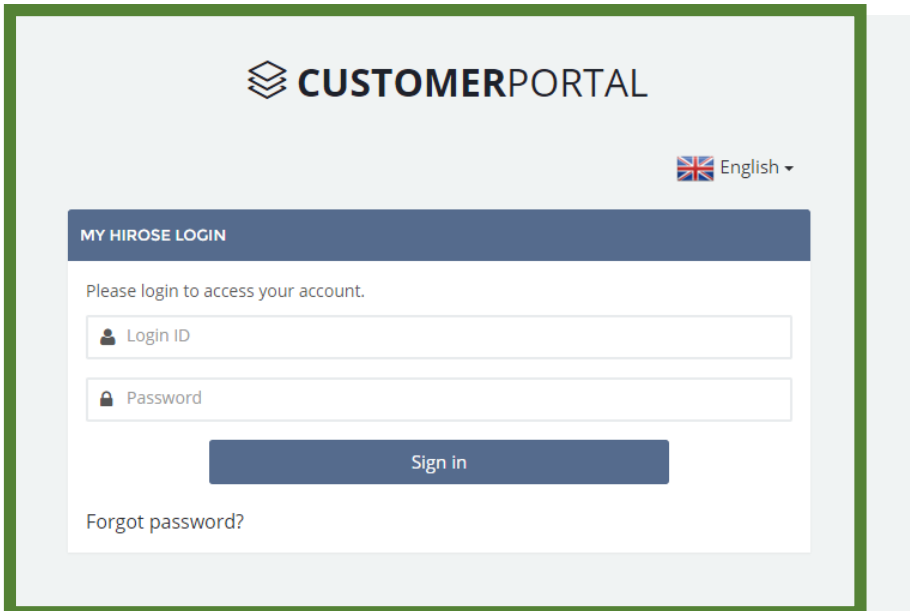 CUSTOMERPORTAL
English
MY HIROSE LOGIN
Please login to access your account.
Login ID
Password
Sign in
Forgot password?